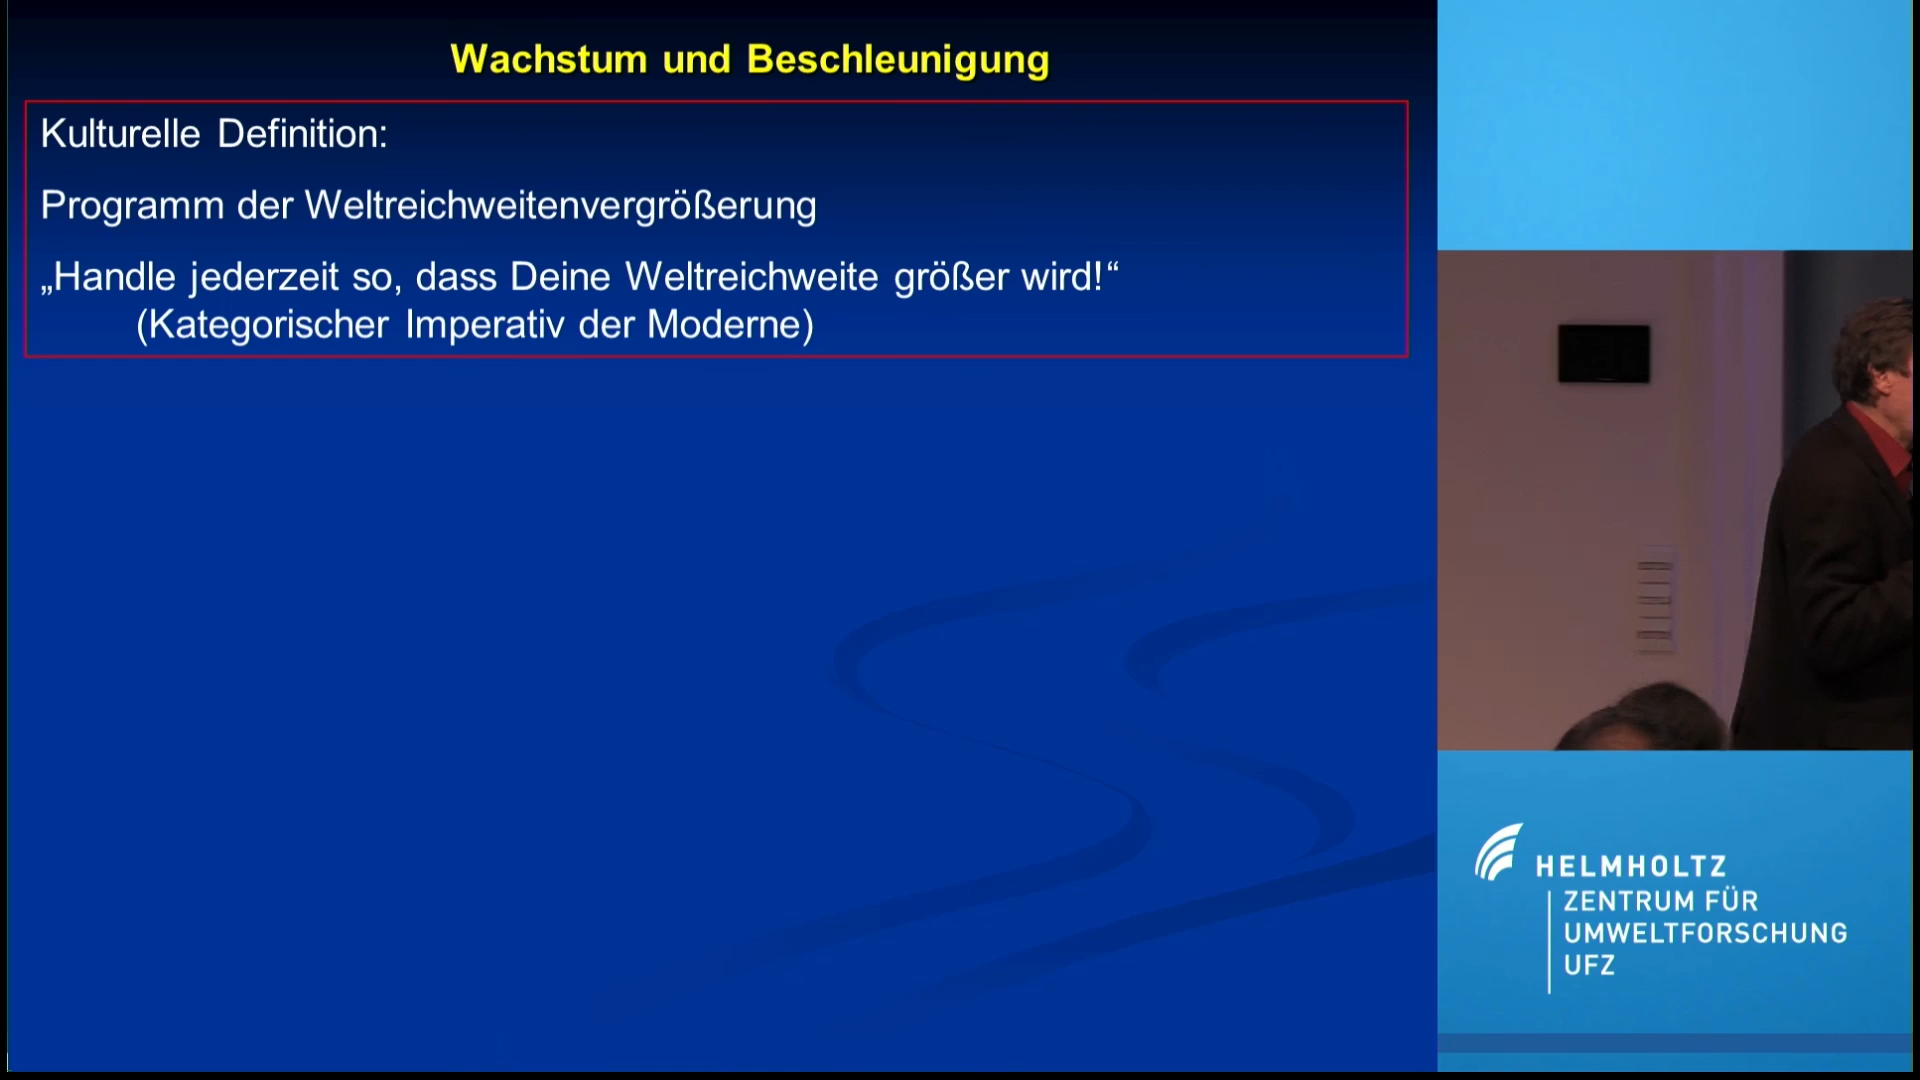 Wachstum und Beschleunigung
Kulturelle Definition:
Programm der Weltreichweitenvergrößerung
„Handle jederzeit so, dass Deine Weltreichweite größer wird!“
(Kategorischer Imperativ der Moderne)
HELMHOLTZ
ZENTRUM FÜR
UMWELTFORSCHUNG
UFZ